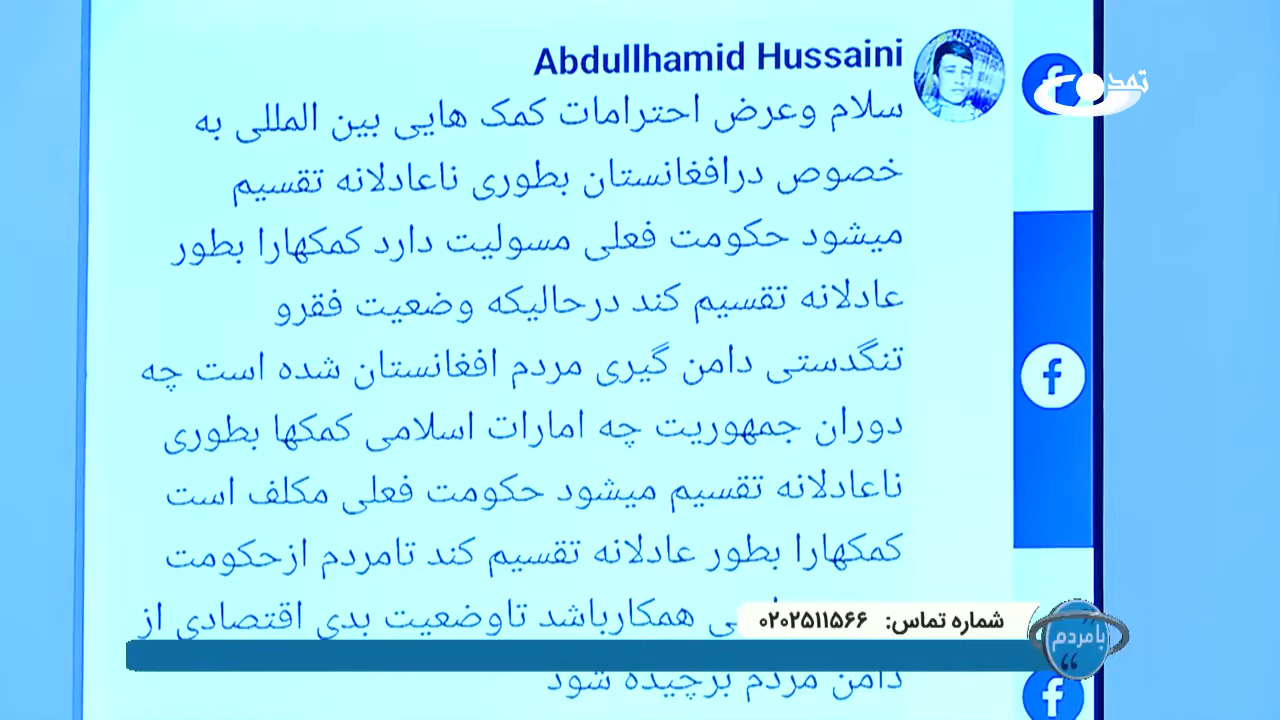 Abdullhamid Hussaini
تمدن
سلام وعرض احترامات کمک هایی بین المللی به
خصوص درافغانستان بطوری ناعادلانه تقسیم
میشود حکومت فعلی مسولیت دارد کمکهارا بطور
عادلانه تقسیم کند درحالیکه وضعیت فقرو
تنگدستی دامن گیری مردم افغانستان شده است چه
دوران جمهوریت چه امارات اسلامی کمکها بطوری
ناعادلانه تقسیم میشود حکومت فعلی مکلف است
کمکهارا بطور عادلانه تقسیم کند تامردم ازحکومت
همکارباشد تاوضعیت بدی اقتصادی از
دامن مردم برچیده شود
شماره تماس: ۰۲۰۲۵۱۱۵۶۶
بامردم